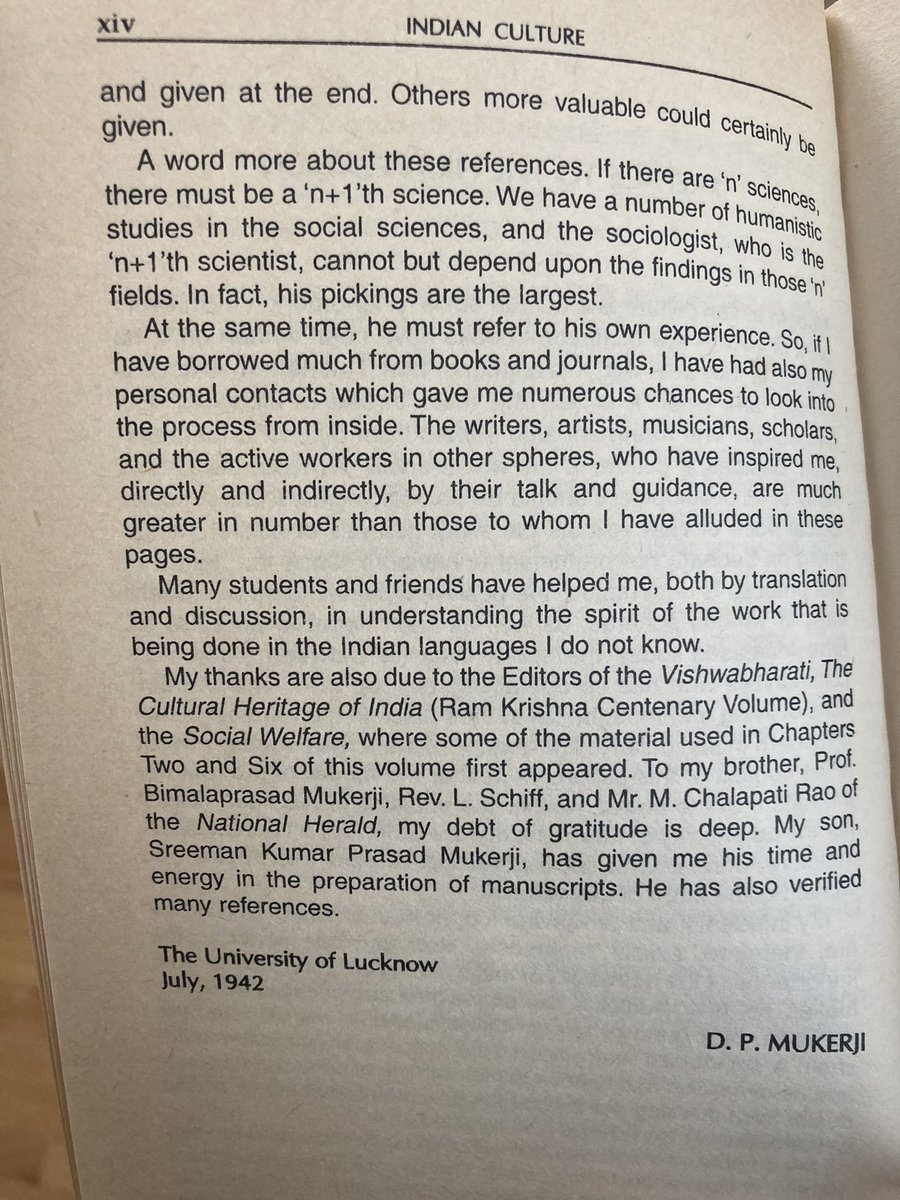 xiv INDIAN CULTURE
and given at the end. Others more valuable could certainly be
given.
A word more about these references. If there are ‘n’ sciences,
there must be a ‘n+1’th science. We have a number of humanistic
studies in the social sciences, and the sociologist, who is the
‘n+1’th scientist, cannot but depend upon the findings in those ‘n’
fields. In fact, his pickings are the largest.
At the same time, he must refer to his own experience. So, if I
have borrowed much from books and journals, I have had also my
personal contacts which gave me numerous chances to look into
the process from inside. The writers, artists, musicians, scholars,
and the active workers in other spheres, who have inspired me,
directly and indirectly, by their talk and guidance, are much
greater in number than those to whom I have alluded in these
pages.
Many students and friends have helped me, both by translation
and discussion, in understanding the spirit of the work that is
being done in the Indian languages I do not know.
My thanks are also due to the Editors of the Vishwabharati, The
Cultural Heritage of India (Ram Krishna Centenary Volume), and
the Social Welfare, where some of the material used in Chapters
Two and Six of this volume first appeared. To my brother, Prof.
Bimalaprasad Mukerji, Rev. L. Schiff, and Mr. M. Chalapati Rao of
the National Herald, my debt of gratitude is deep. My son,
Sreeman Kumar Prasad Mukerji, has given me his time and
energy in the preparation of manuscripts. He has also verified
many references.
The University of Lucknow
July, 1942
D. P. MUKERJI